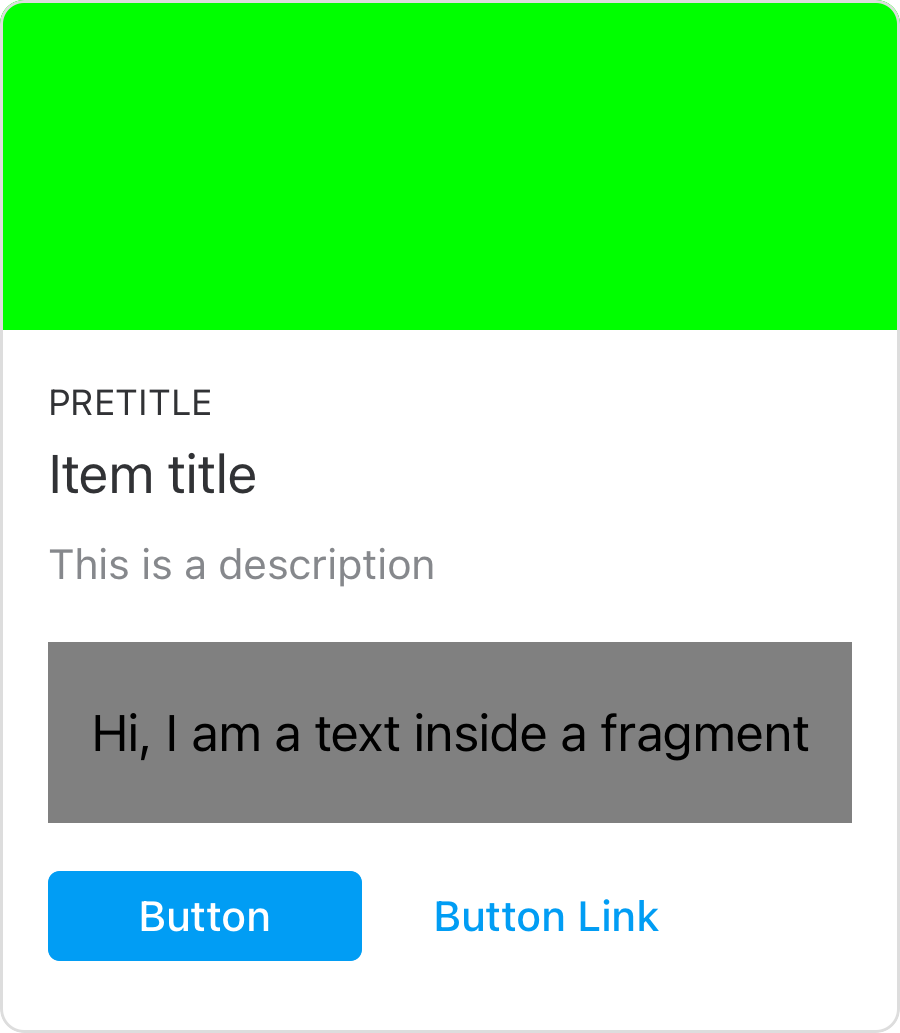 PRETITLE
Item title
This is a description
Hi, I am a text inside a fragment
Button
Button Link